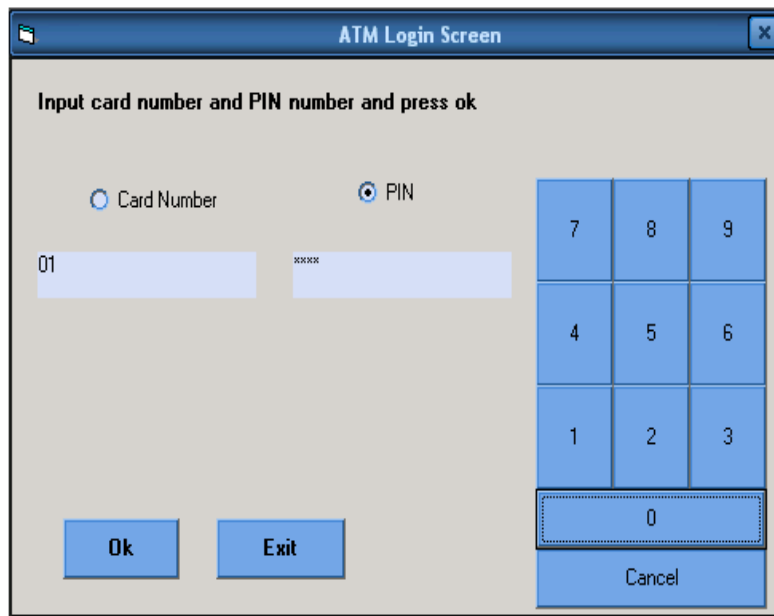 ATM Login Screen
Input card number and PIN number and press ok
Card Number
PIN
01
****
7 8 9
4 5 6
1 2 3
0
Cancel
Ok
Exit